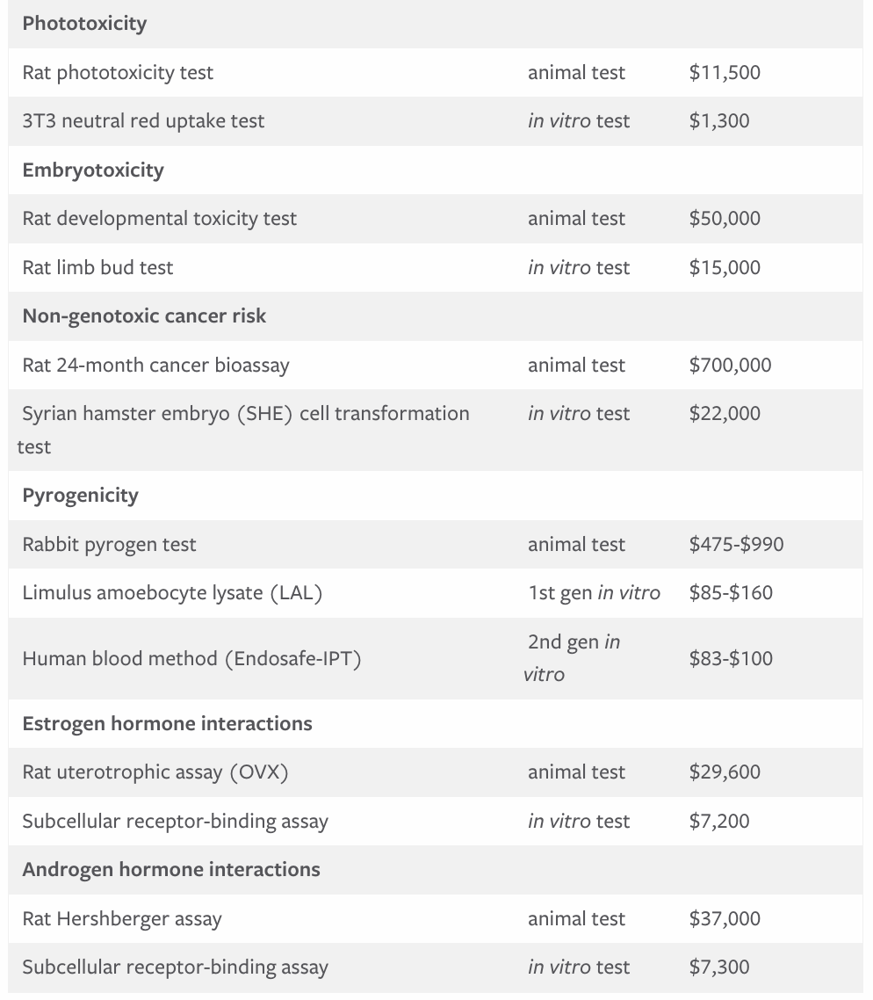 Phototoxicity
Rat phototoxicity test animal test $11,500
3T3 neutral red uptake test in vitro test $1,300
Embryotoxicity
Rat developmental toxicity test animal test $50,000
Rat limb bud test in vitro test $15,000
Non-genotoxic cancer risk
Rat 24-month cancer bioassay animal test $700,000
Syrian hamster embryo (SHE) cell transformation in vitro test $22,000
test
Pyrogenicity
Rabbit pyrogen test animal test $475-$990
Limulus amoebocyte lysate (LAL) 1st gen in vitro $85-$160
Human blood method (Endosafe-IPT) 2nd gen in
vitro $83-$100
Estrogen hormone interactions
Rat uterotrophic assay (OVX) animal test $29,600
Subcellular receptor-binding assay in vitro test $7,200
Androgen hormone interactions
Rat Hershberger assay animal test $37,000
Subcellular receptor-binding assay in vitro test $7,300